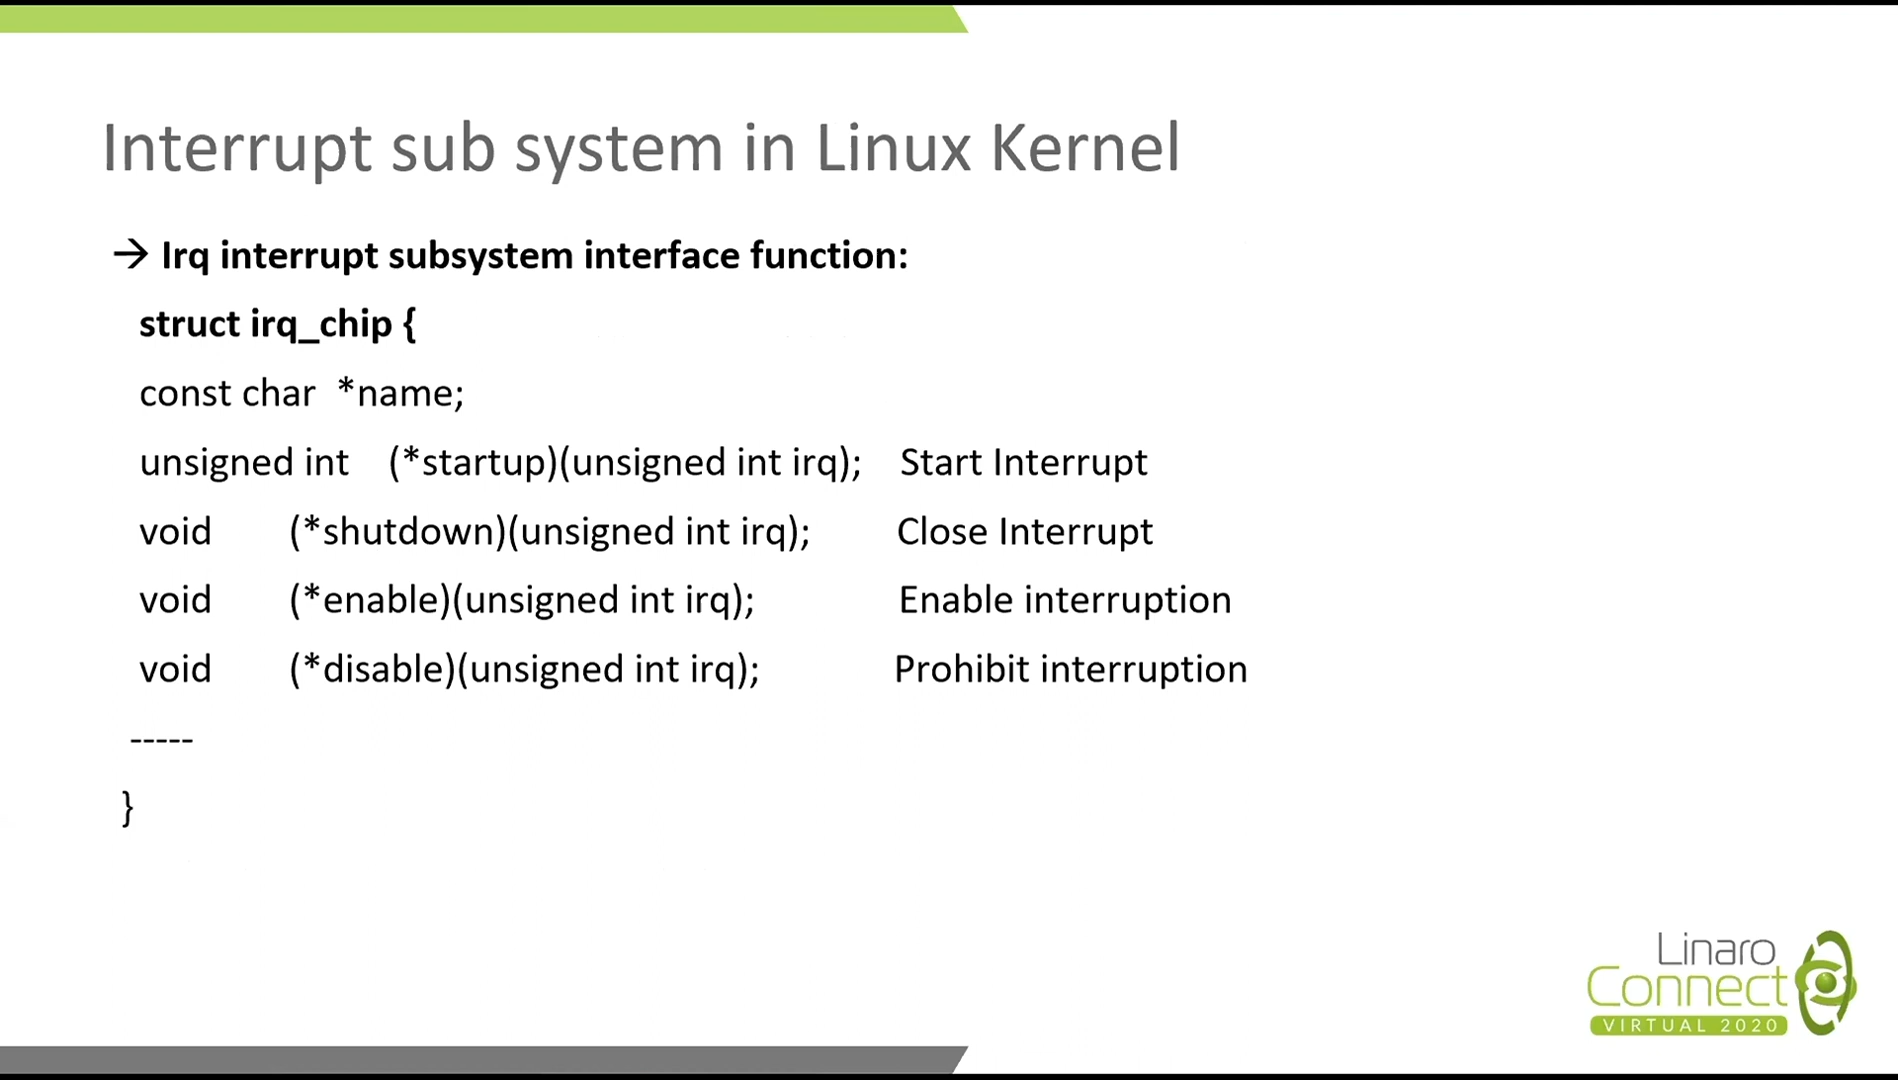 Interrupt sub system in Linux Kernel
→ Irq interrupt subsystem interface function:
struct irq_chip {
const char *name;
unsigned int (*startup)(unsigned int irq); Start Interrupt
void (*shutdown)(unsigned int irq); Close Interrupt
void (*enable)(unsigned int irq); Enable interruption
void (*disable)(unsigned int irq); Prohibit interruption
-----
}
Linaro
Connect
VIRTUAL 2020